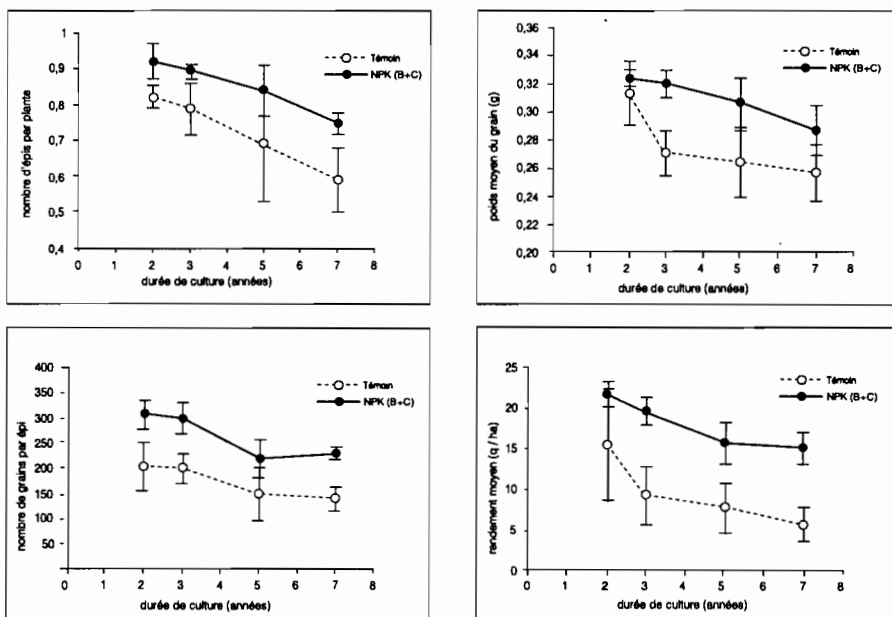 nombre d'épis par plante
1
0,9
0,8
0,7
0,6
0,5
0,4
0 1 2 3 4 5 6 7 8
durée de culture (années)
Témoin
NPK (B+C)
poids moyen du grain (g)
0,36
0,34
0,32
0,30
0,28
0,26
0,24
0,22
0,20
0 1 2 3 4 5 6 7 8
durée de culture (années)
Témoin
NPK (B+C)
nombre de grains par épi
400
350
300
250
200
150
100
50
0 1 2 3 4 5 6 7 8
durée de culture (années)
Témoin
NPK (B+C)
rendement moyen (q / ha)
25
20
15
10
5
0
0 1 2 3 4 5 6 7 8
durée de culture (années)
Témoin
NPK (B+C)